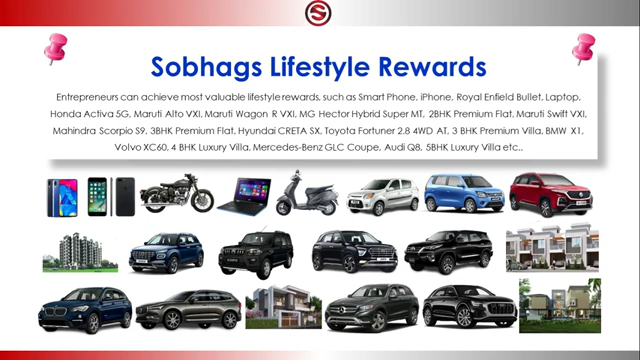 S
Sobhags Lifestyle Rewards
Entrepreneurs can achieve most valuable lifestyle rewards, such as Smart Phone, iPhone, Royal Enfield Bullet, Laptop,
Honda Activa 5G, Maruti Alto VXI, Maruti Wagon R VXI, MG Hector Hybrid Super MT, 2BHK Premium Flat, Maruti Swift VXI,
Mahindra Scorpio S9, 3BHK Premium Flat, Hyundai CRETA SX, Toyota Fortuner 2.8 4WD AT, 3 BHK Premium Villa, BMW X1,
Volvo XC60, 4 BHK Luxury Villa, Mercedes-Benz GLC Coupe, Audi Q8, 5BHK Luxury Villa etc..